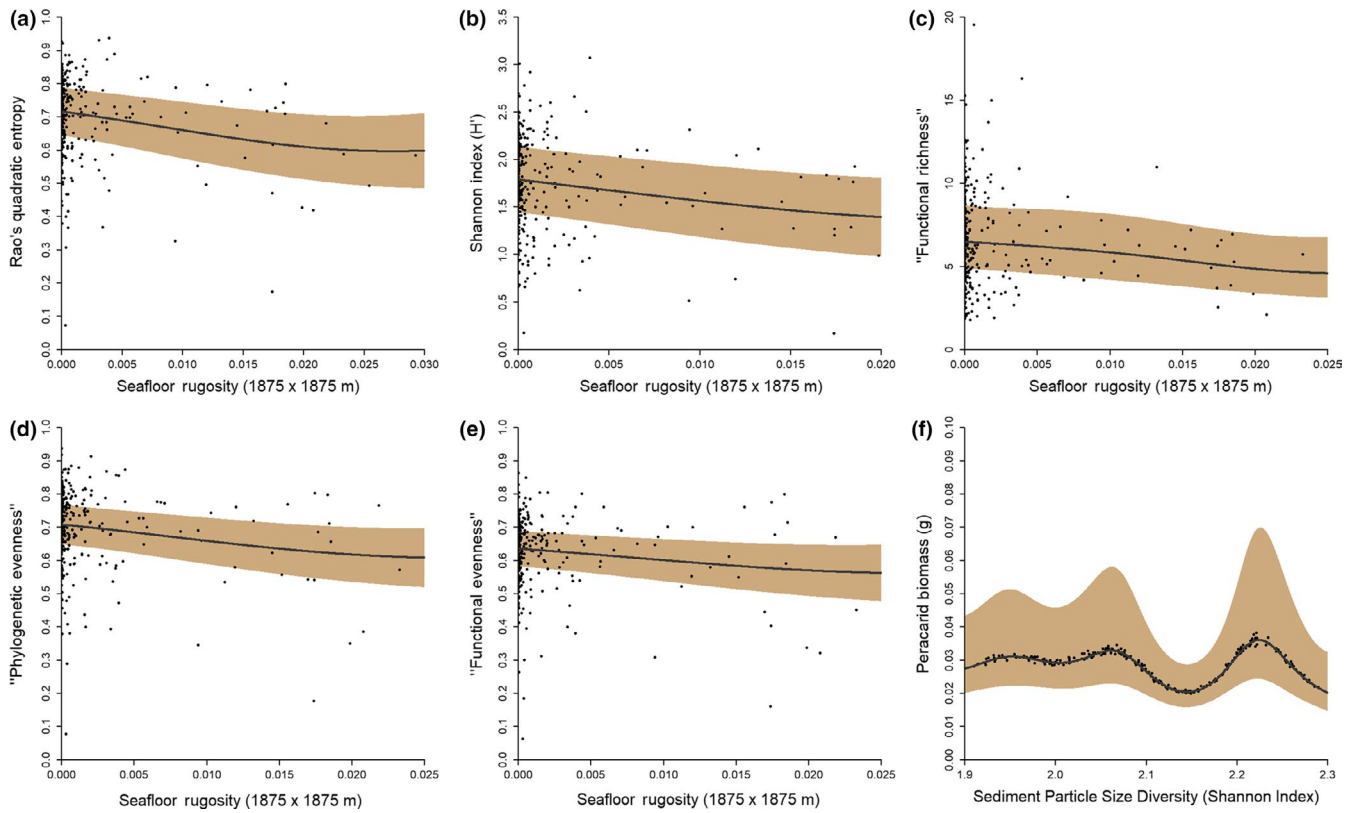 (a)
Rao's quadratic entropy
0.0 0.1 0.2 0.3 0.4 0.5 0.6 0.7 0.8 0.9 1.0
0.000 0.005 0.010 0.015 0.020 0.025 0.030
Seafloor rugosity (1875 x 1875 m)
(b)
Shannon index (H')
0.0 0.5 1.0 1.5 2.0 2.5 3.0 3.5
0.000 0.005 0.010 0.015 0.020
Seafloor rugosity (1875 x 1875 m)
(c)
"Functional richness"
0 5 10 15 20
0.000 0.005 0.010 0.015 0.020 0.025
Seafloor rugosity (1875 x 1875 m)
(d)
"Phylogenetic evenness"
0.0 0.1 0.2 0.3 0.4 0.5 0.6 0.7 0.8 0.9 1.0
0.000 0.005 0.010 0.015 0.020 0.025
Seafloor rugosity (1875 x 1875 m)
(e)
"Functional evenness"
0.0 0.1 0.2 0.3 0.4 0.5 0.6 0.7 0.8 0.9 1.0
0.000 0.005 0.010 0.015 0.020 0.025
Seafloor rugosity (1875 x 1875 m)
(f)
Peracarid biomass (g)
0.00 0.01 0.02 0.03 0.04 0.05 0.06 0.07 0.08 0.09 0.10
1.9 2.0 2.1 2.2 2.3
Sediment Particle Size Diversity (Shannon Index)